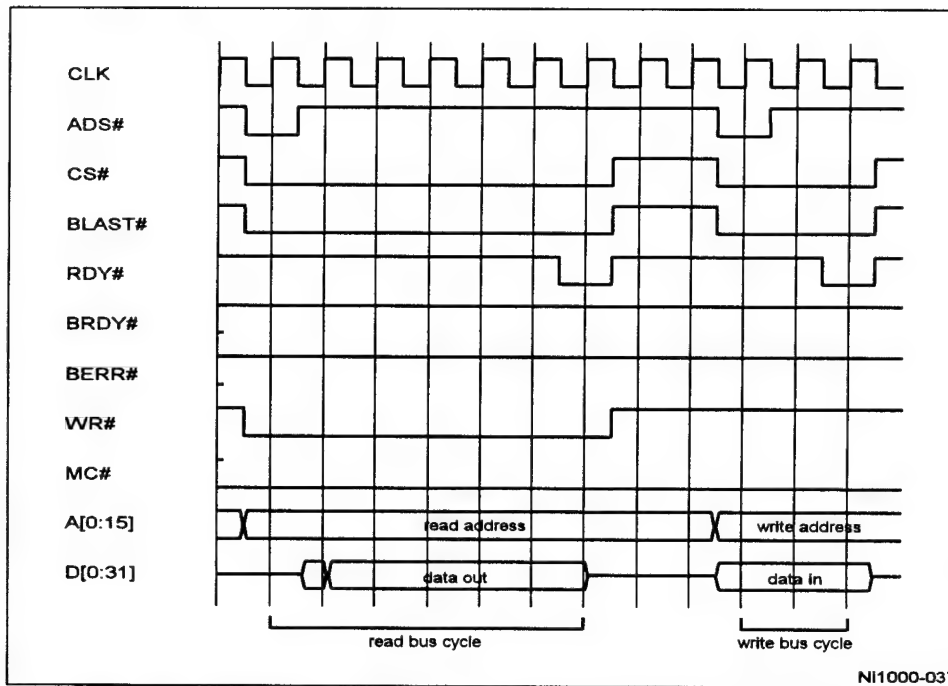 CLK
ADS#
CS#
BLAST#
RDY#
BRDY#
BERR#
WR#
MC#
A[0:15] read address write address
D[0:31] data out data in
read bus cycle write bus cycle